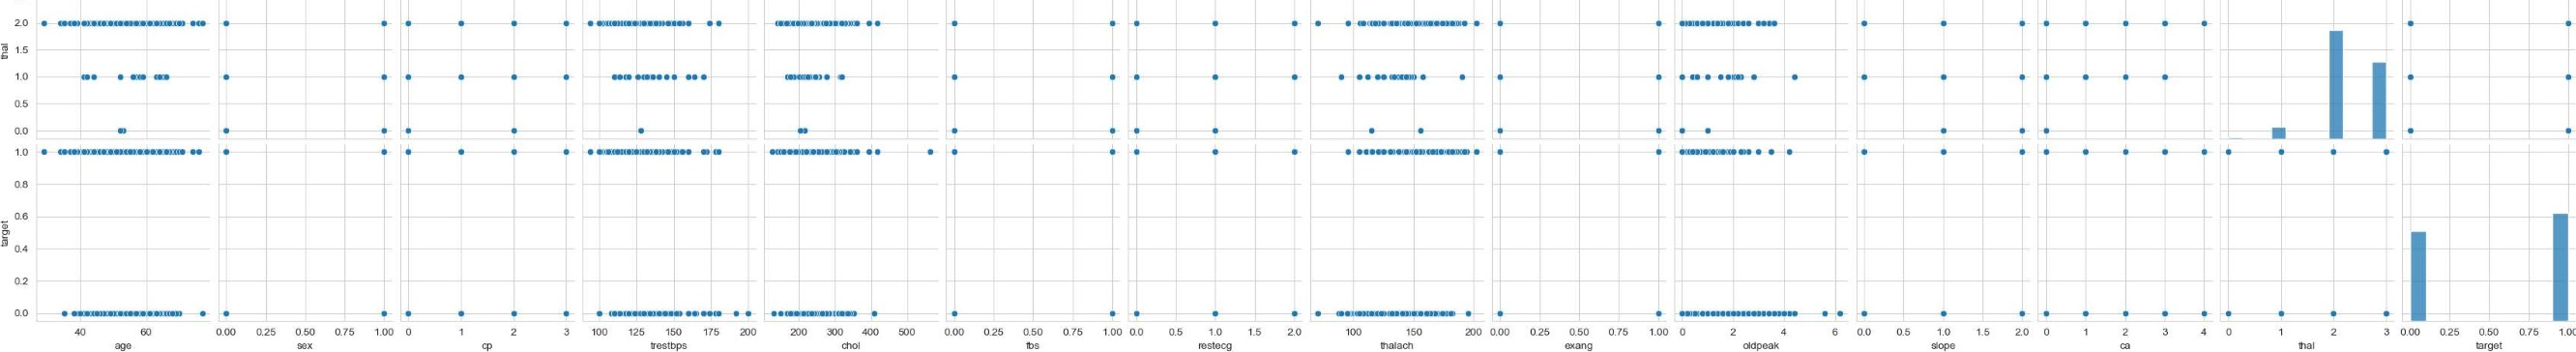 2.0
thal
1.5
1.0
0.5
0.0
1.0
0.8
target
0.6
0.4
0.2
0.0
40 60 0.00 0.25 0.50 0.75 1.00 0 1 2 3 100 125 150 175 200 200 300 400 500 0.00 0.25 0.50 0.75 1.00 0.0 0.5 1.0 1.5 2.0 100 150 200 0.00 0.25 0.50 0.75 1.00 0 2 4 6 0.0 0.5 1.0 1.5 2.0 0 1 2 3 4 0 1 2 3 0.00 0.25 0.50 0.75 1.00
age sex cp trestbps chol fbs restecg thalach exang oldpeak slope ca thal target